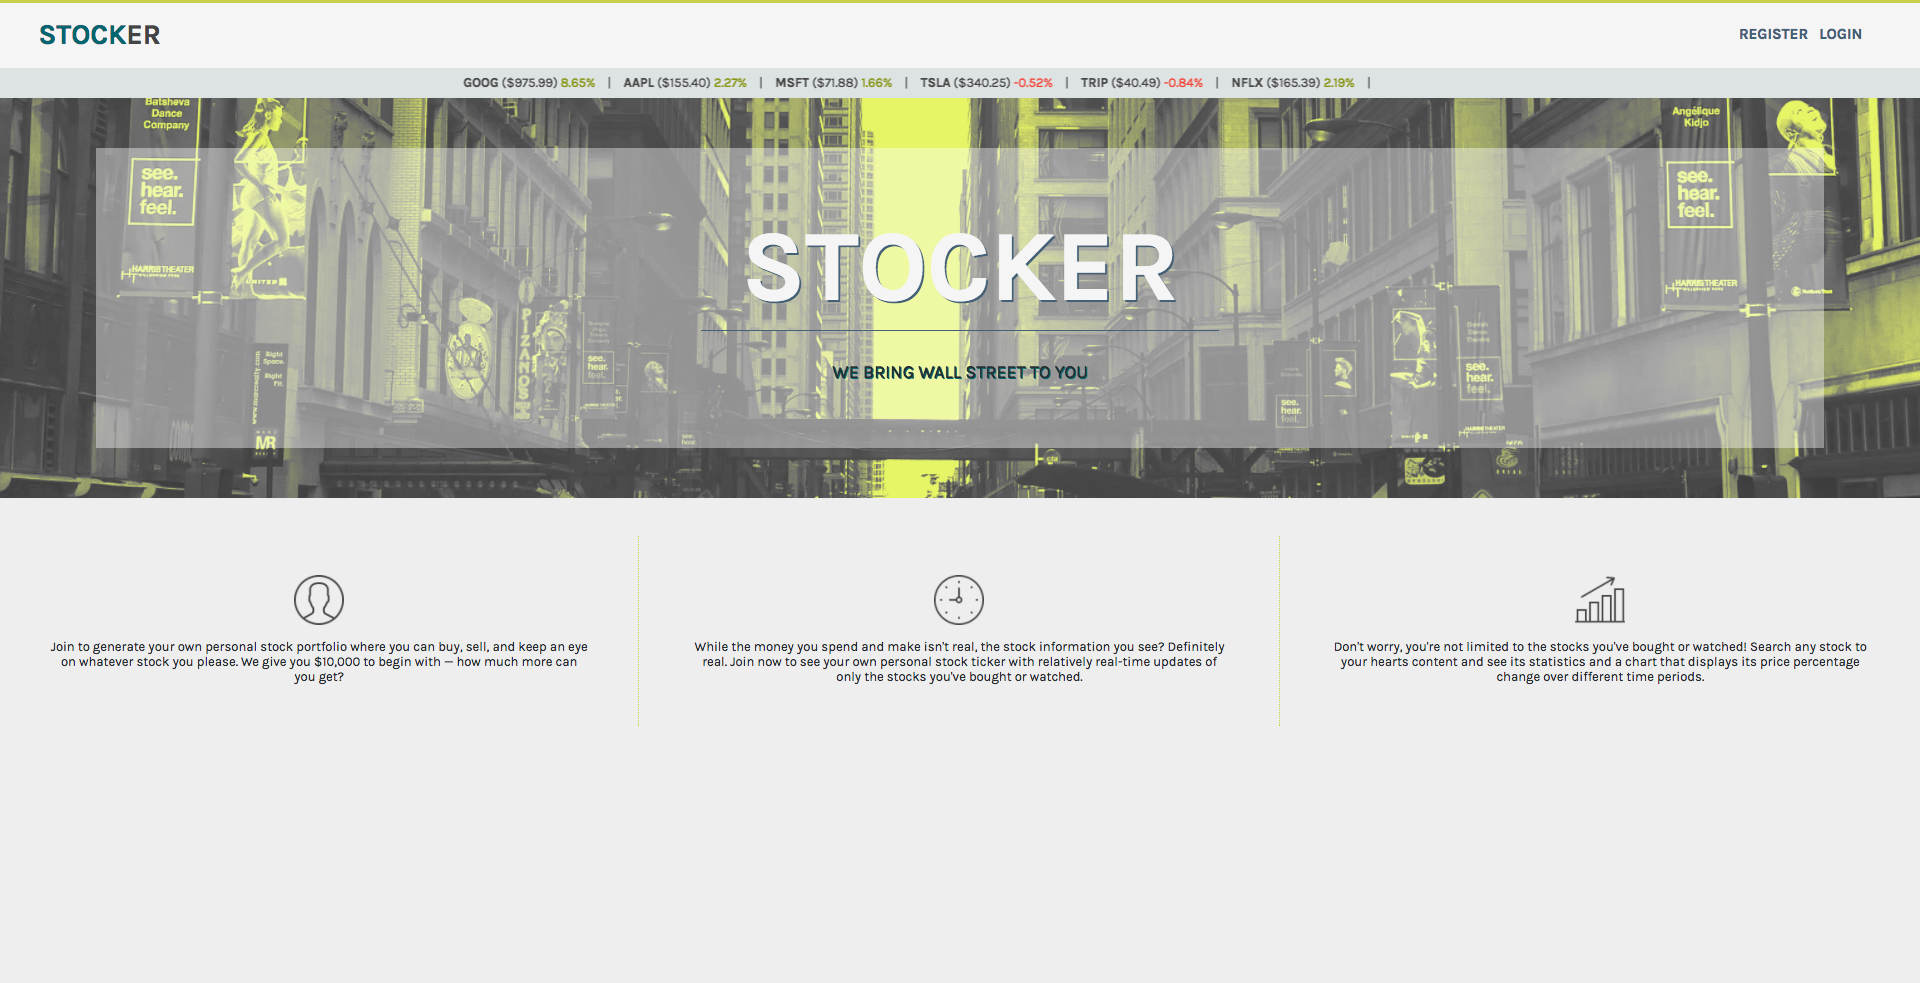 STOCKER
REGISTER LOGIN
GOOG ($975.99) 8.65% | AAPL ($155.40) 2.27% | MSFT ($71.88) 1.66% | TSLA ($340.25) -0.52% | TRIP ($40.49) -0.84% | NFLX ($165.39) 2.19% |
Batsheva
Dance
Company
see.
hear.
feel.
HARRIS THEATER
UNITED
Angélique
Kidjo
see.
hear.
feel.
HARRIS THEATER
STOCKER
WE BRING WALL STREET TO YOU
PIZANOS
see.
hear.
feel.
Right
Space.
Right
Fit.
MR
see.
hear.
feel.
see.
hear.
feel.
see.
hear.
cta
Join to generate your own personal stock portfolio where you can buy, sell, and keep an eye
on whatever stock you please. We give you $10,000 to begin with — how much more can
you get?
While the money you spend and make isn't real, the stock information you see? Definitely
real. Join now to see your own personal stock ticker with relatively real-time updates of
only the stocks you've bought or watched.
Don't worry, you're not limited to the stocks you've bought or watched! Search any stock to
your hearts content and see its statistics and a chart that displays its price percentage
change over different time periods.